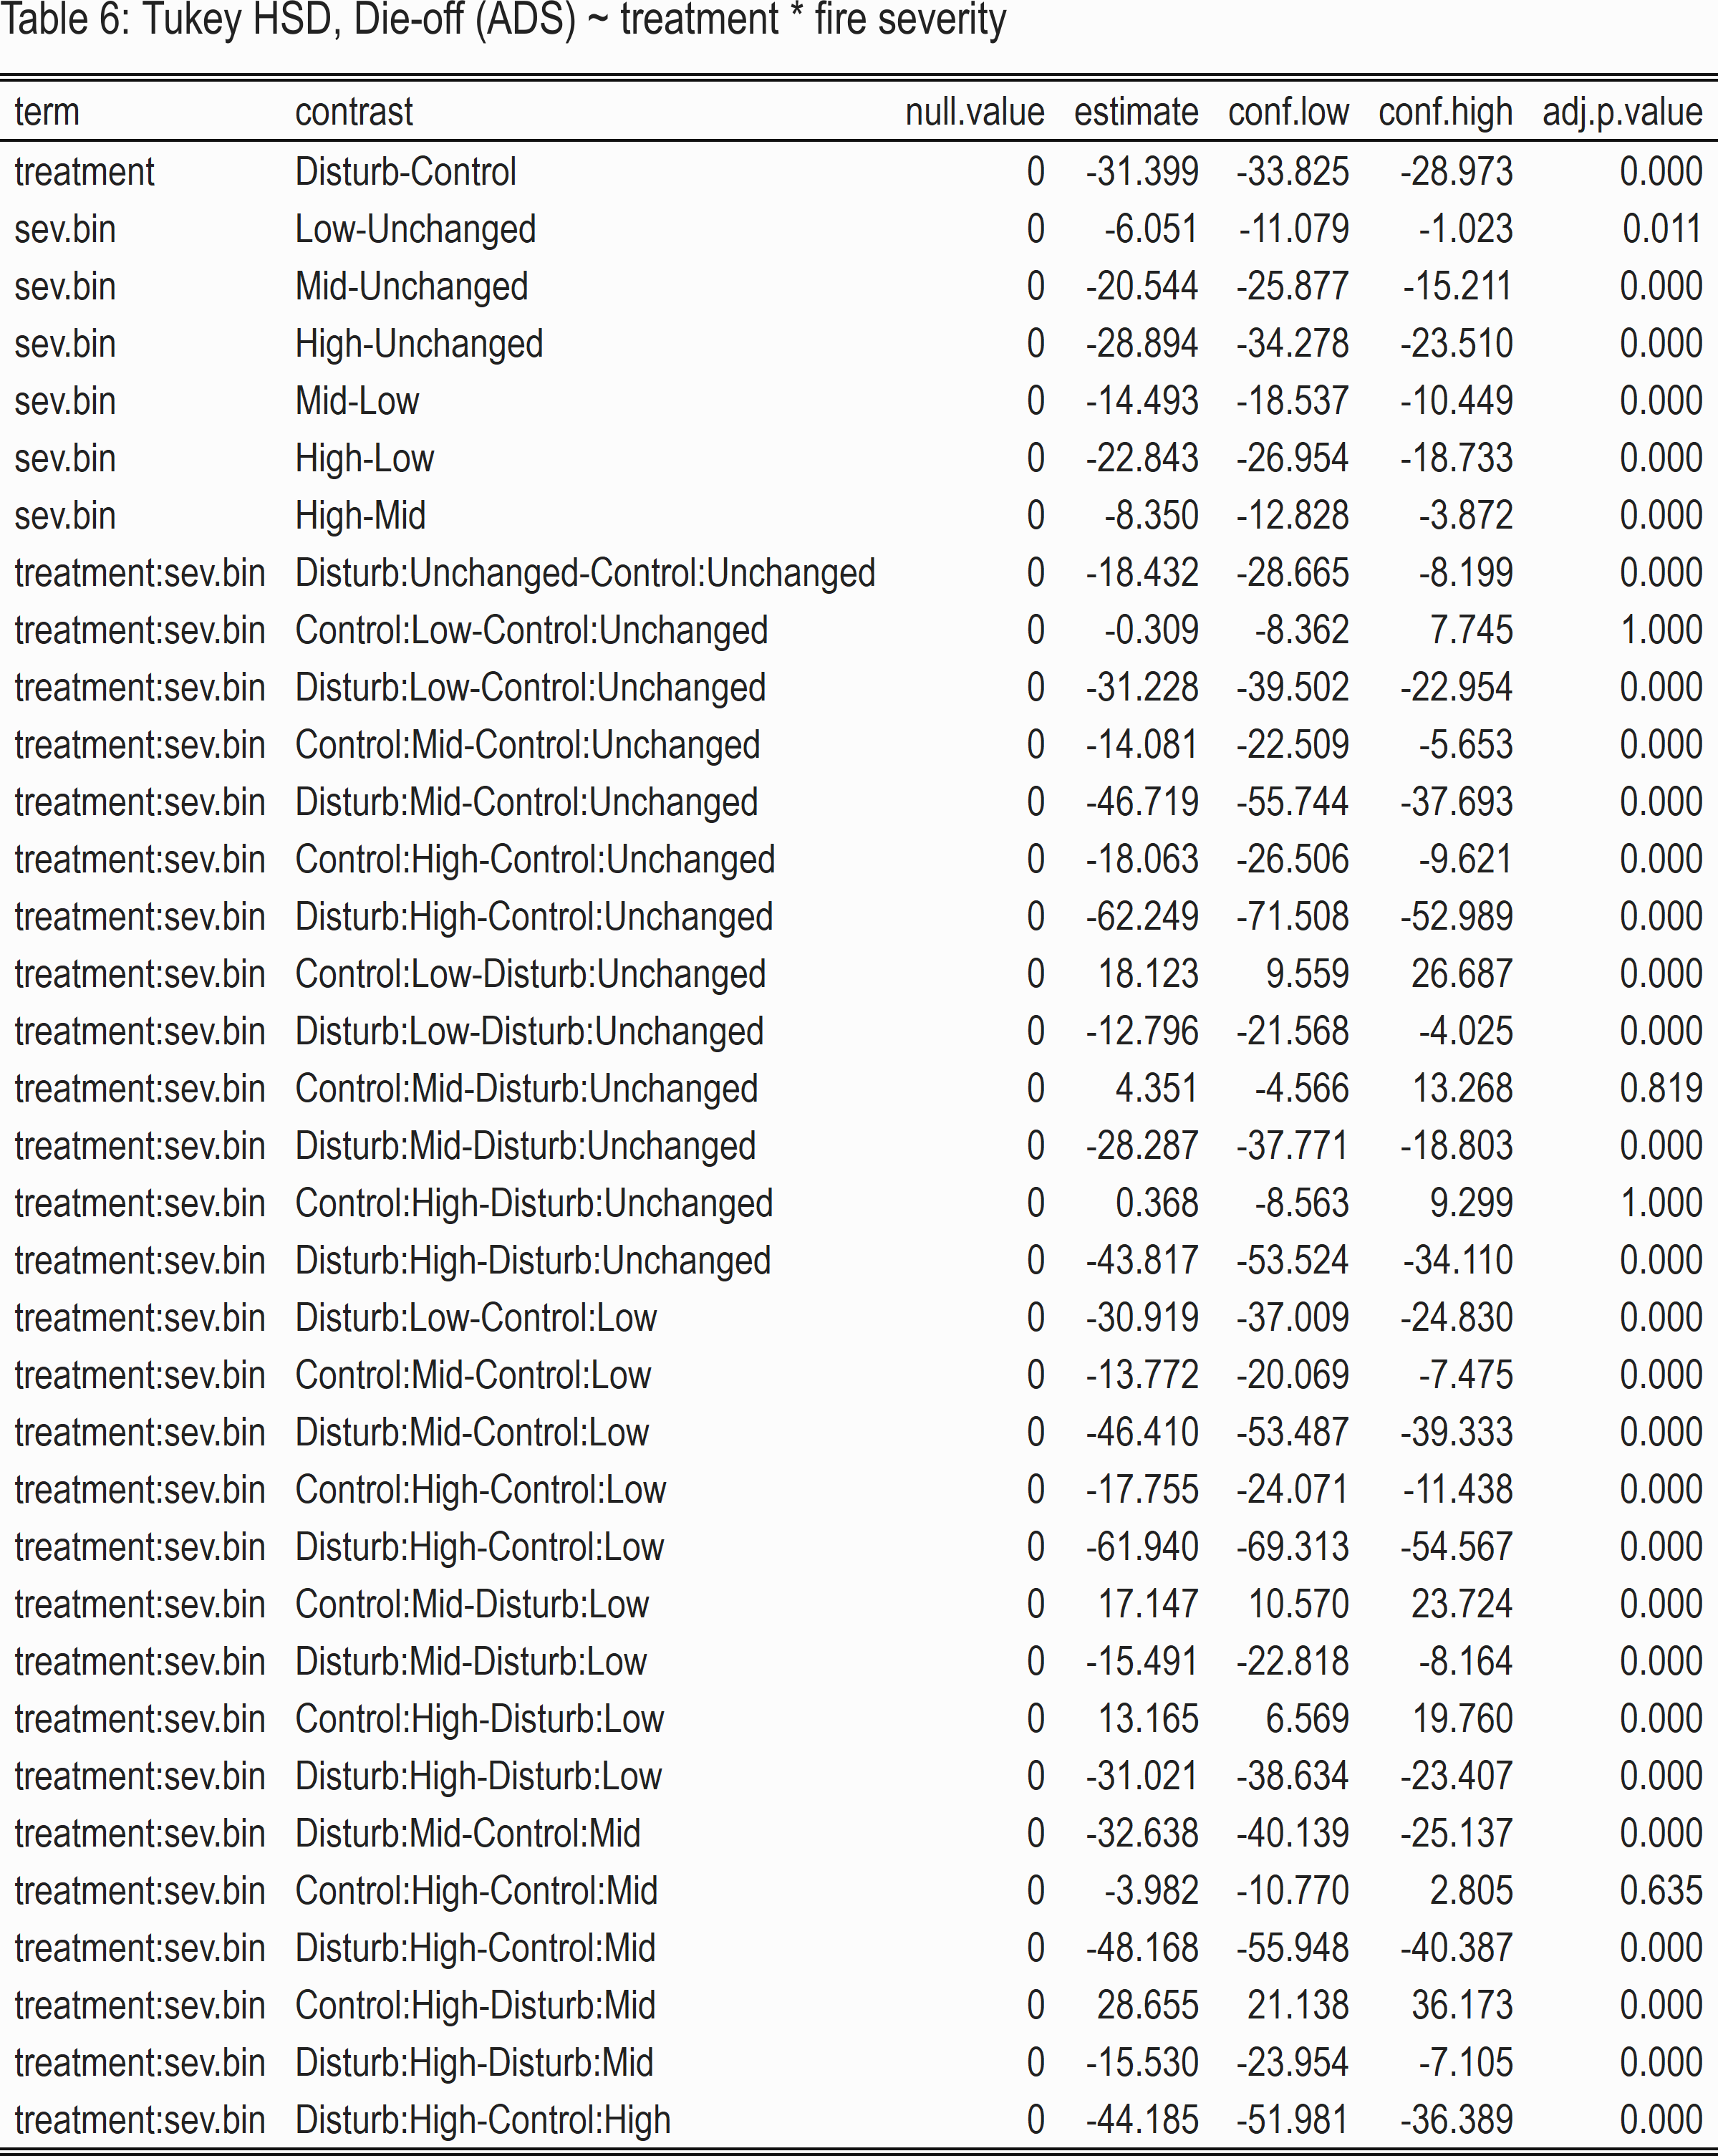 Table 6: Tukey HSD, Die-off (ADS) ~ treatment * fire severity
term contrast null.value estimate conf.low conf.high adj.p.value
treatment Disturb-Control 0 -31.399 -33.825 -28.973 0.000
sev.bin Low-Unchanged 0 -6.051 -11.079 -1.023 0.011
sev.bin Mid-Unchanged 0 -20.544 -25.877 -15.211 0.000
sev.bin High-Unchanged 0 -28.894 -34.278 -23.510 0.000
sev.bin Mid-Low 0 -14.493 -18.537 -10.449 0.000
sev.bin High-Low 0 -22.843 -26.954 -18.733 0.000
sev.bin High-Mid 0 -8.350 -12.828 -3.872 0.000
treatment:sev.bin Disturb:Unchanged-Control:Unchanged 0 -18.432 -28.665 -8.199 0.000
treatment:sev.bin Control:Low-Control:Unchanged 0 -0.309 -8.362 7.745 1.000
treatment:sev.bin Disturb:Low-Control:Unchanged 0 -31.228 -39.502 -22.954 0.000
treatment:sev.bin Control:Mid-Control:Unchanged 0 -14.081 -22.509 -5.653 0.000
treatment:sev.bin Disturb:Mid-Control:Unchanged 0 -46.719 -55.744 -37.693 0.000
treatment:sev.bin Control:High-Control:Unchanged 0 -18.063 -26.506 -9.621 0.000
treatment:sev.bin Disturb:High-Control:Unchanged 0 -62.249 -71.508 -52.989 0.000
treatment:sev.bin Control:Low-Disturb:Unchanged 0 18.123 9.559 26.687 0.000
treatment:sev.bin Disturb:Low-Disturb:Unchanged 0 -12.796 -21.568 -4.025 0.000
treatment:sev.bin Control:Mid-Disturb:Unchanged 0 4.351 -4.566 13.268 0.819
treatment:sev.bin Disturb:Mid-Disturb:Unchanged 0 -28.287 -37.771 -18.803 0.000
treatment:sev.bin Control:High-Disturb:Unchanged 0 0.368 -8.563 9.299 1.000
treatment:sev.bin Disturb:High-Disturb:Unchanged 0 -43.817 -53.524 -34.110 0.000
treatment:sev.bin Disturb:Low-Control:Low 0 -30.919 -37.009 -24.830 0.000
treatment:sev.bin Control:Mid-Control:Low 0 -13.772 -20.069 -7.475 0.000
treatment:sev.bin Disturb:Mid-Control:Low 0 -46.410 -53.487 -39.333 0.000
treatment:sev.bin Control:High-Control:Low 0 -17.755 -24.071 -11.438 0.000
treatment:sev.bin Disturb:High-Control:Low 0 -61.940 -69.313 -54.567 0.000
treatment:sev.bin Control:Mid-Disturb:Low 0 17.147 10.570 23.724 0.000
treatment:sev.bin Disturb:Mid-Disturb:Low 0 -15.491 -22.818 -8.164 0.000
treatment:sev.bin Control:High-Disturb:Low 0 13.165 6.569 19.760 0.000
treatment:sev.bin Disturb:High-Disturb:Low 0 -31.021 -38.634 -23.407 0.000
treatment:sev.bin Disturb:Mid-Control:Mid 0 -32.638 -40.139 -25.137 0.000
treatment:sev.bin Control:High-Control:Mid 0 -3.982 -10.770 2.805 0.635
treatment:sev.bin Disturb:High-Control:Mid 0 -48.168 -55.948 -40.387 0.000
treatment:sev.bin Control:High-Disturb:Mid 0 28.655 21.138 36.173 0.000
treatment:sev.bin Disturb:High-Disturb:Mid 0 -15.530 -23.954 -7.105 0.000
treatment:sev.bin Disturb:High-Control:High 0 -44.185 -51.981 -36.389 0.000